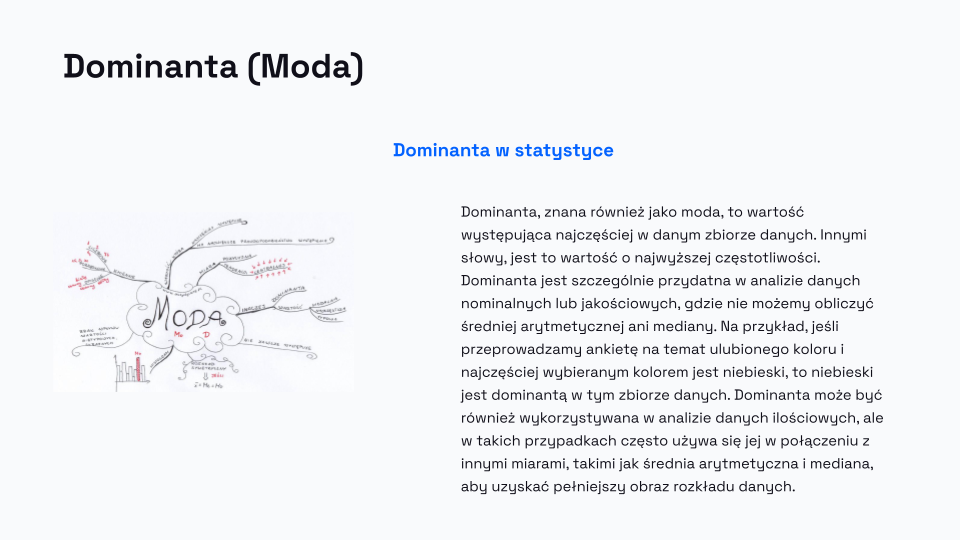 Dominanta (Moda)
Dominanta w statystyce
MODA
Mo D
DOMINANTA
Mo
Dominanta, znana również jako moda, to wartość
występująca najczęściej w danym zbiorze danych. Innymi
słowy, jest to wartość o najwyższej częstotliwości.
Dominanta jest szczególnie przydatna w analizie danych
nominalnych lub jakościowych, gdzie nie możemy obliczyć
średniej arytmetycznej ani mediany. Na przykład, jeśli
przeprowadzamy ankietę na temat ulubionego koloru i
najczęściej wybieranym kolorem jest niebieski, to niebieski
jest dominantą w tym zbiorze danych. Dominanta może być
również wykorzystywana w analizie danych ilościowych, ale
w takich przypadkach często używa się jej w połączeniu z
innymi miarami, takimi jak średnia arytmetyczna i mediana,
aby uzyskać pełniejszy obraz rozkładu danych.